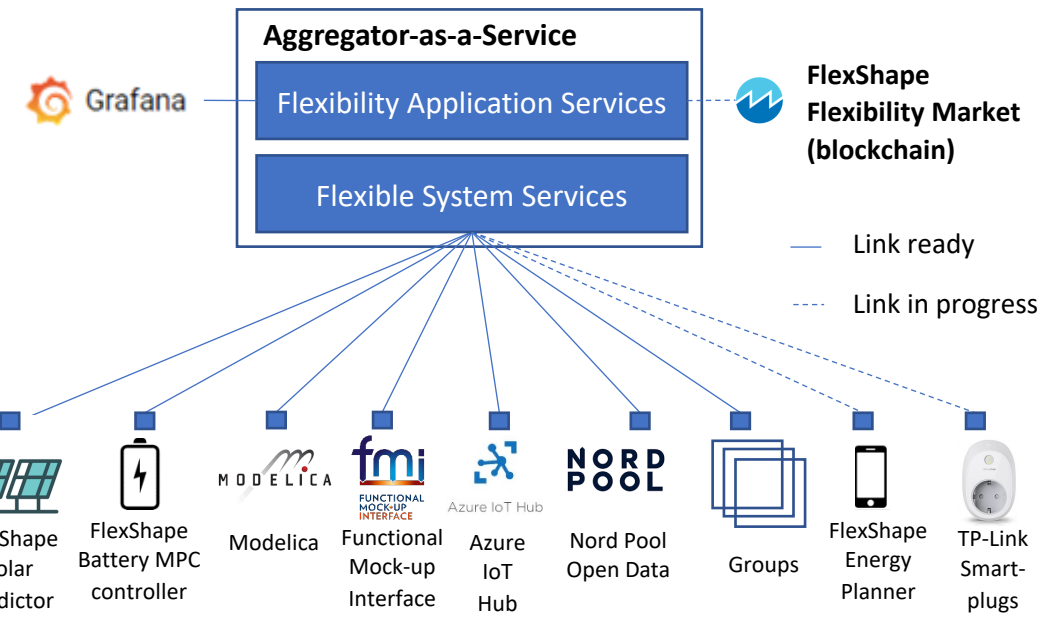 Aggregator-as-a-Service
Grafana
Flexibility Application Services
FlexShape
Flexibility Market
(blockchain)
Flexible System Services
Link ready
Link in progress
Shape
olar
dictor
FlexShape
Battery MPC
controller
MODELICA
Modelica
fmi
FUNCTIONAL
MOCK-UP
INTERFACE
Functional
Mock-up
Interface
Azure IoT Hub
Azure
IoT
Hub
NORD
POOL
Nord Pool
Open Data
Groups
FlexShape
Energy
Planner
TP-Link
Smart-
plugs